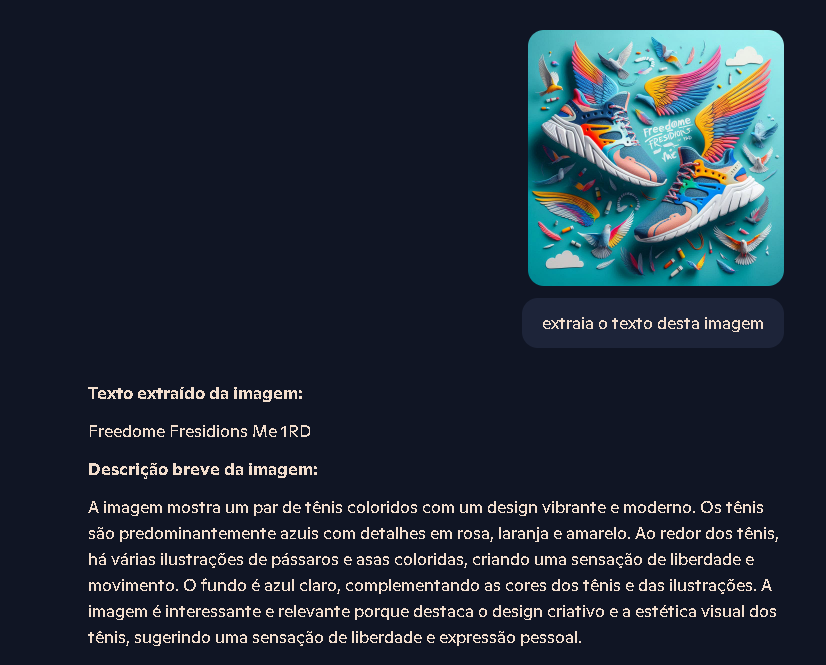 Freedome
FRESIDIONS
extraia o texto desta imagem
Texto extraído da imagem:
Freedome Fresidions Me 1RD
Descrição breve da imagem:
A imagem mostra um par de tênis coloridos com um design vibrante e moderno. Os tênis
são predominantemente azuis com detalhes em rosa, laranja e amarelo. Ao redor dos tênis,
há várias ilustrações de pássaros e asas coloridas, criando uma sensação de liberdade e
movimento. O fundo é azul claro, complementando as cores dos tênis e das ilustrações. A
imagem é interessante e relevante porque destaca o design criativo e a estética visual dos
tênis, sugerindo uma sensação de liberdade e expressão pessoal.